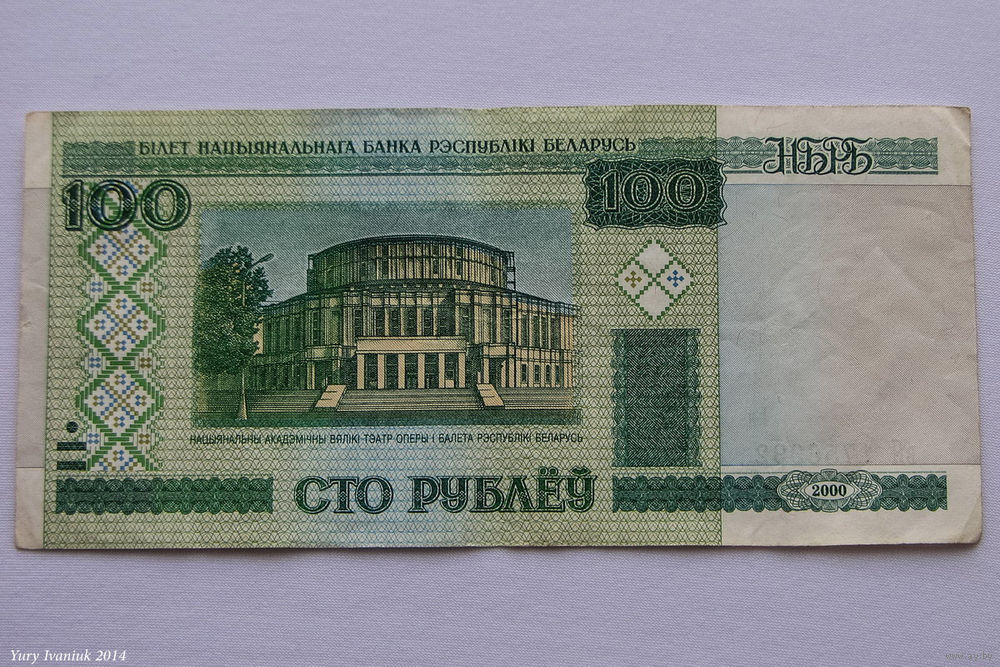 БІЛЕТ НАЦЫЯНАЛЬНАГА БАНКА РЭСПУБЛІКІ БЕЛАРУСЬ
НБРБ
100
100
НАЦЫЯНАЛЬНЫ АКАДЭМІЧНЫ ВЯЛІКІ ТЭАТР ОПЕРЫ І БАЛЕТА РЭСПУБЛІКІ БЕЛАРУСЬ
СТО РУБЛЁЎ
2000
Yury Ivaniuk 2014